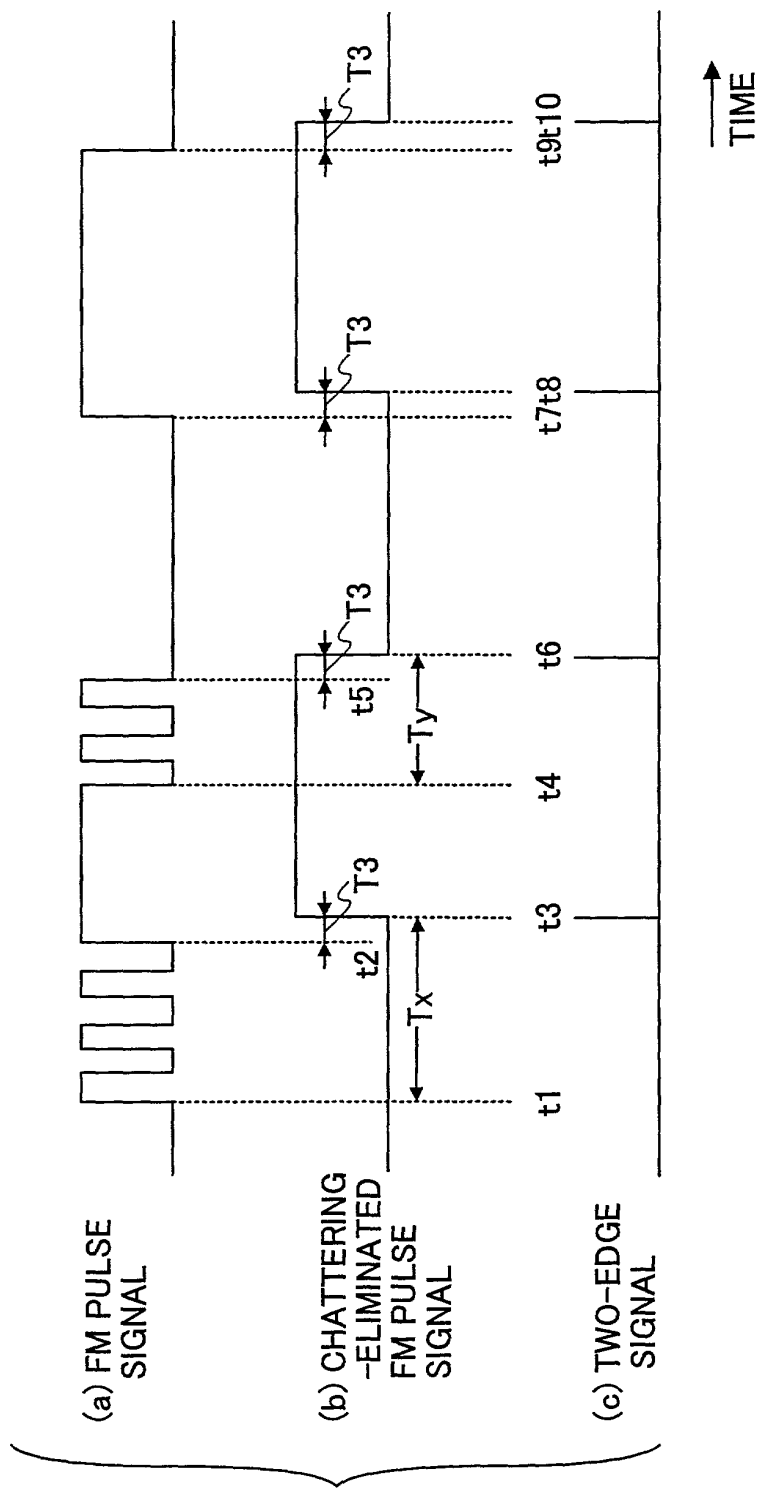 (a) FM PULSE
SIGNAL
(b) CHATTERING
-ELIMINATED
FM PULSE
SIGNAL
T3
T3
T3
T3
t2
t5
Tx
Ty
t1
t3
t4
t6
t7t8
t9t10
(c) TWO-EDGE
SIGNAL
TIME